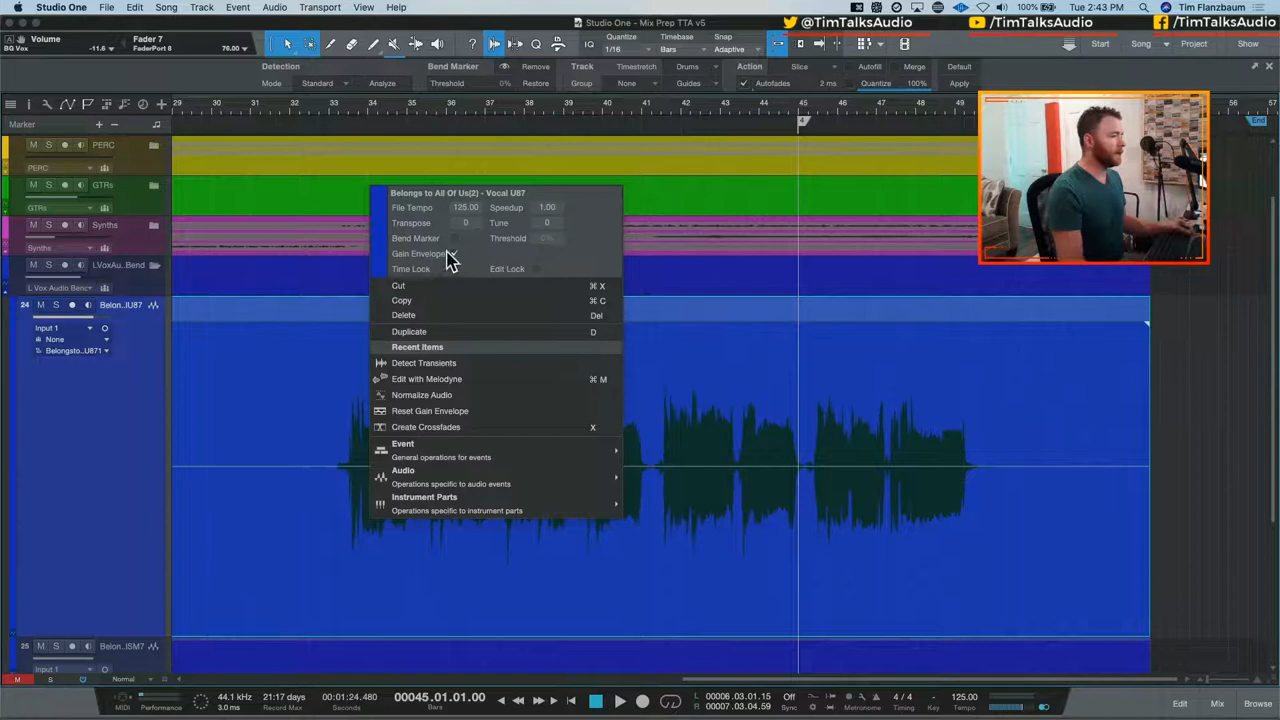 Studio One File Edit Song Track Event Audio Transport View Help
100% Tue 2:43 PM Tim Flanzbaum
Studio One - Mix Prep TTA v5
@TimTalksAudio /TimTalksAudio /TimTalksAudio
Volume Fader 7
BG Vox -11.6 FaderPort 8 76.00
IQ Quantize Timebase Snap
1/16 Bars Adaptive
Start Song Project Show
Detection Bend Marker Track Timestretch Drums Action Slice Autofill Merge Default
Mode Standard Analyze Threshold 0% Restore Group None Guides Autofades 2 ms Quantize 100% Apply
29 30 31 32 33 34 35 36 37 38 39 40 41 42 43 44 45 46 47 48 49 56 57
Marker
4
End
M S PERC
PERC
M S GTRs
GTRs
M S Synths
Synths
M S LVoxAu..Bend
L Vox Audio Benc
24 M S Belon..IU87
Input 1
None
Belongsto..U871
25 M S Belon..ISM7
Input 1
Belongs to All Of Us(2) - Vocal U87
File Tempo 125.00 Speedup 1.00
Transpose 0 Tune 0
Bend Marker Threshold 0%
Gain Envelope
Time Lock Edit Lock
Cut ⌘ X
Copy ⌘ C
Delete Del
Duplicate D
Recent Items
Detect Transients
Edit with Melodyne ⌘ M
Normalize Audio
Reset Gain Envelope
Create Crossfades X
Event
General operations for events
Audio
Operations specific to audio events
Instrument Parts
Operations specific to instrument parts
M S Normal
MIDI Performance
44.1 kHz 21:17 days 00:01:24.480 00045.01.01.00
Record Max Seconds Bars
L 00006.03.01.15 Off 4 / 4 - 125.00
R 00007.03.04.59 Sync Metronome Timing Key Tempo
Edit Mix Browse